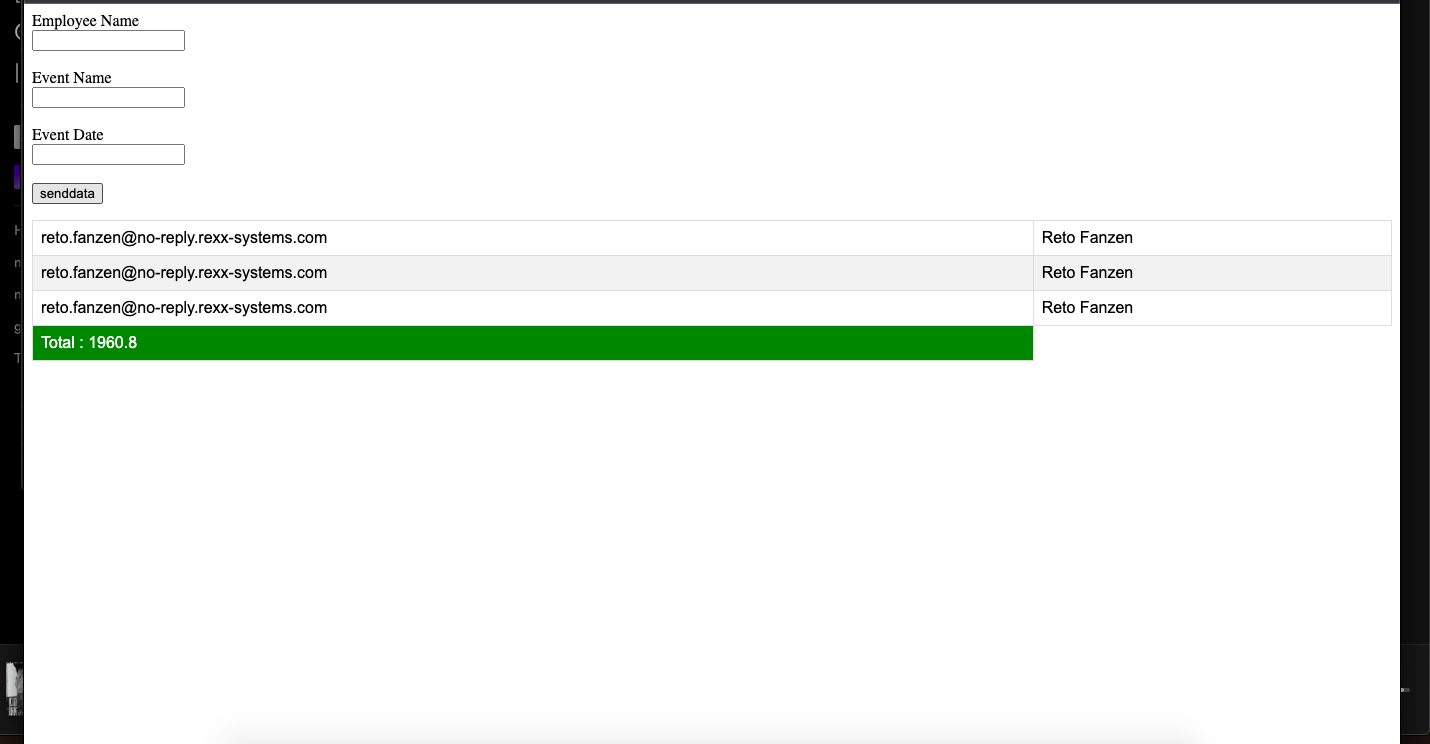 Employee Name
Event Name
Event Date
senddata
reto.fanzen@no-reply.rexx-systems.com Reto Fanzen
reto.fanzen@no-reply.rexx-systems.com Reto Fanzen
reto.fanzen@no-reply.rexx-systems.com Reto Fanzen
Total : 1960.8